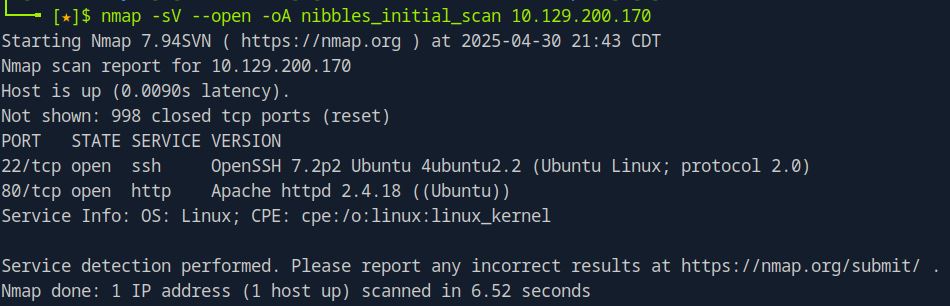 └──╼ [★]$ nmap -sV --open -oA nibbles_initial_scan 10.129.200.170
Starting Nmap 7.94SVN ( https://nmap.org ) at 2025-04-30 21:43 CDT
Nmap scan report for 10.129.200.170
Host is up (0.0090s latency).
Not shown: 998 closed tcp ports (reset)
PORT   STATE SERVICE VERSION
22/tcp open  ssh     OpenSSH 7.2p2 Ubuntu 4ubuntu2.2 (Ubuntu Linux; protocol 2.0)
80/tcp open  http    Apache httpd 2.4.18 ((Ubuntu))
Service Info: OS: Linux; CPE: cpe:/o:linux:linux_kernel

Service detection performed. Please report any incorrect results at https://nmap.org/submit/ .
Nmap done: 1 IP address (1 host up) scanned in 6.52 seconds